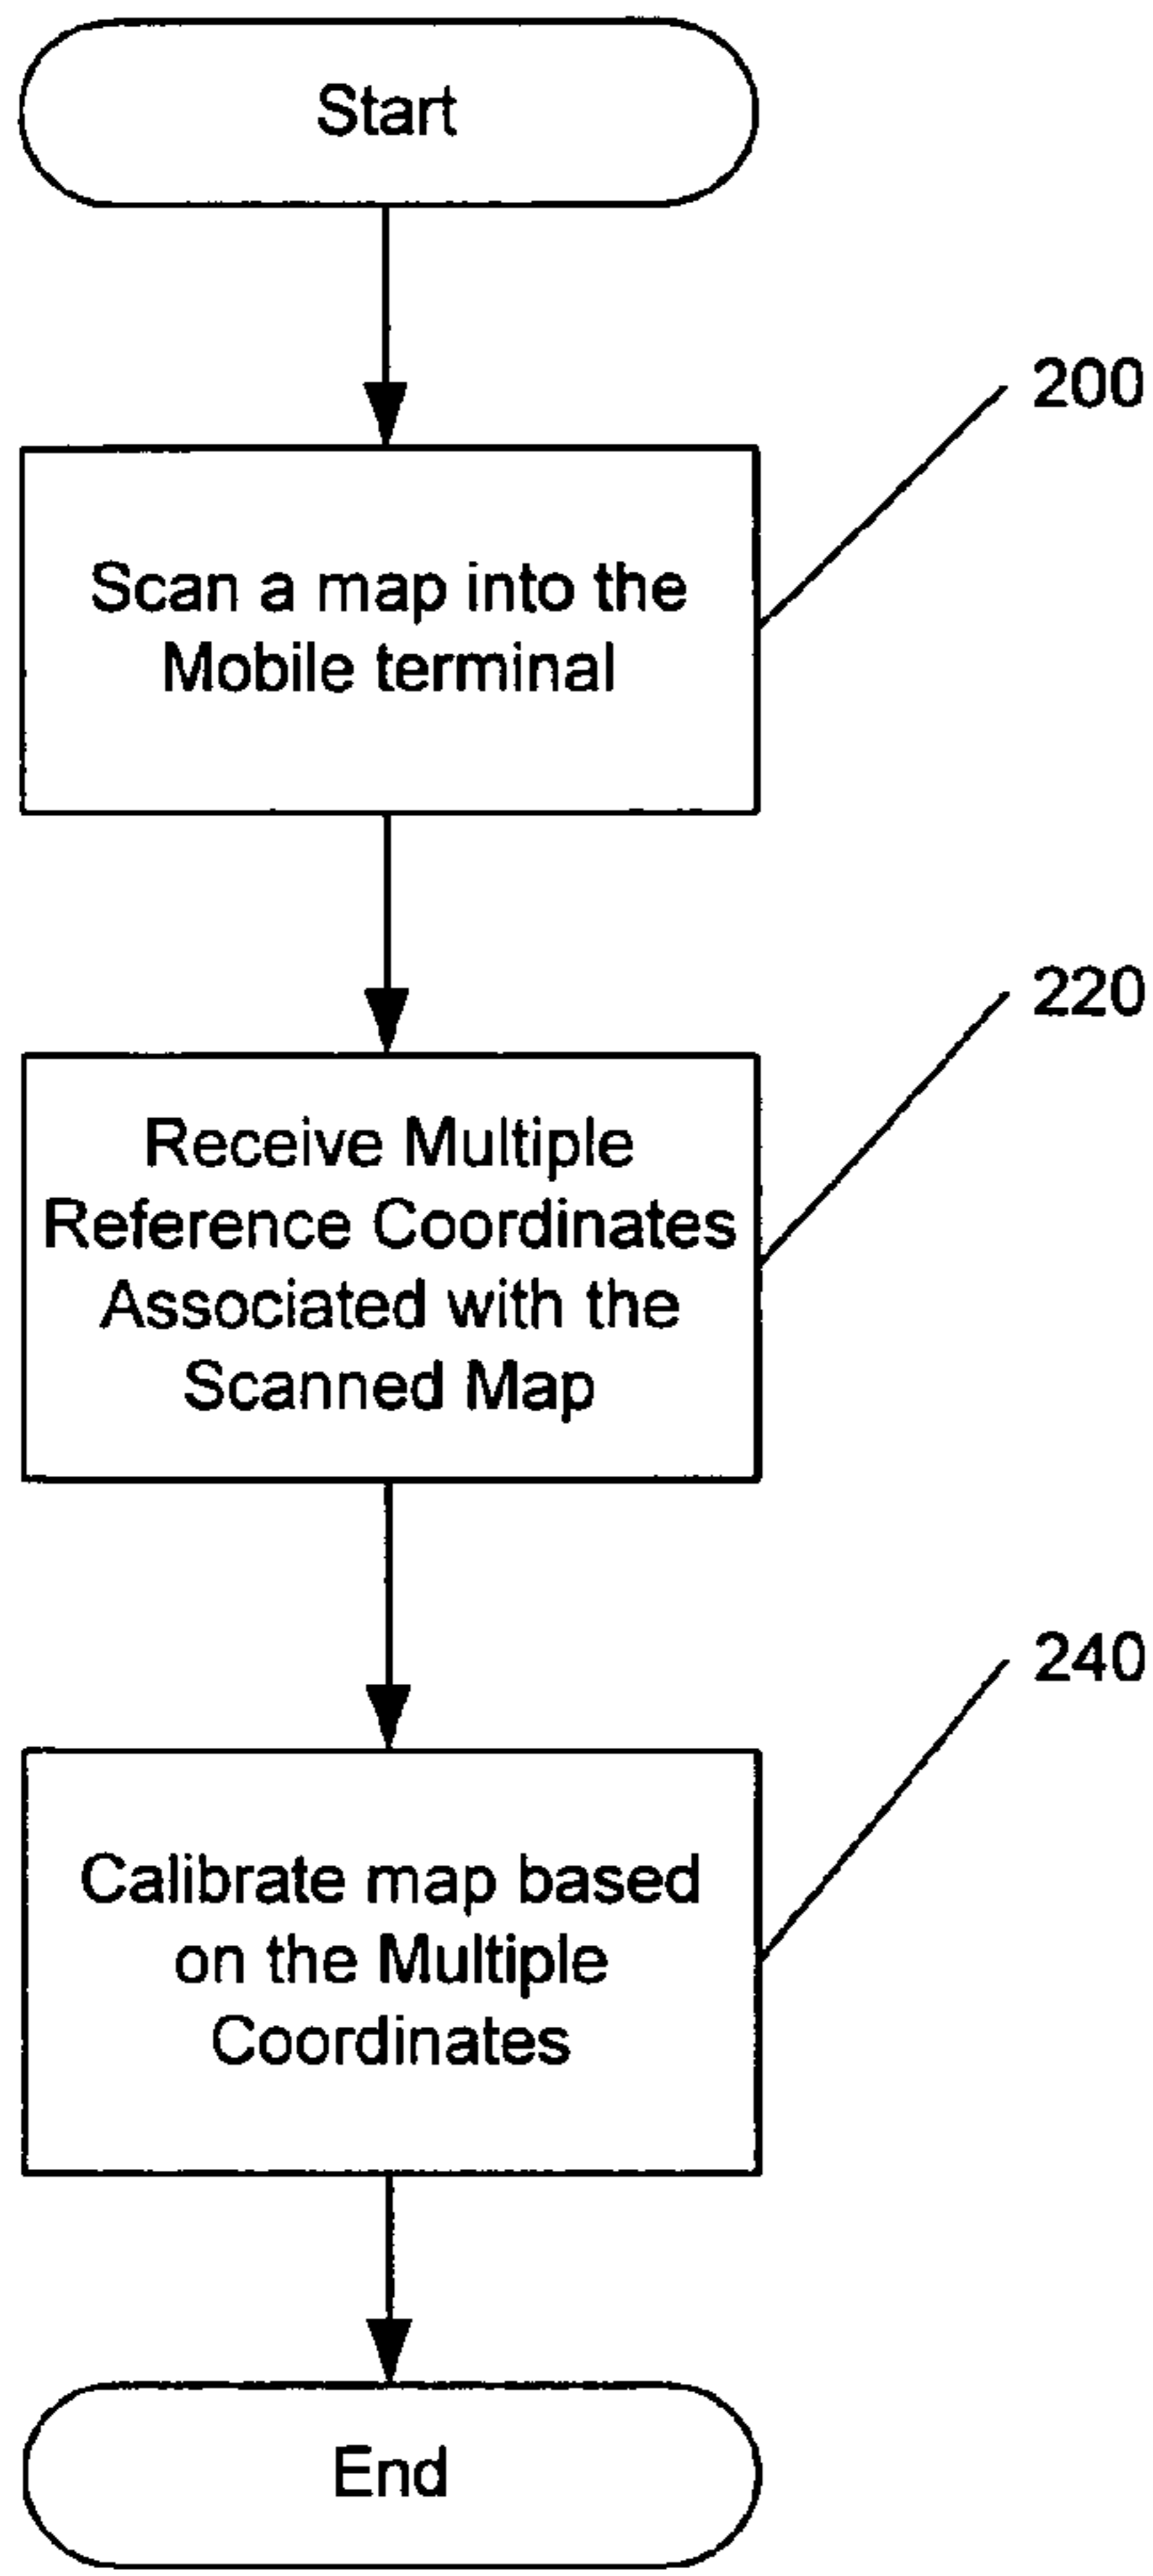 Start
200
Scan a map into the
Mobile terminal
220
Receive Multiple
Reference Coordinates
Associated with the
Scanned Map
240
Calibrate map based
on the Multiple
Coordinates
End